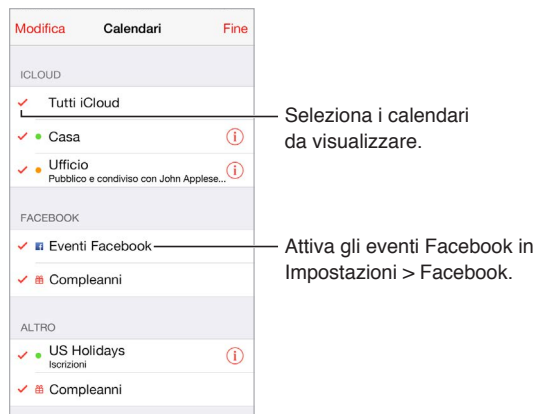 Modifica Calendari Fine
ICLOUD
Tutti iCloud
Casa
Ufficio
Pubblico e condiviso con John Applese...
FACEBOOK
Eventi Facebook
Compleanni
ALTRO
US Holidays
Iscrizioni
Compleanni
Seleziona i calendari
da visualizzare.
Attiva gli eventi Facebook in
Impostazioni > Facebook.